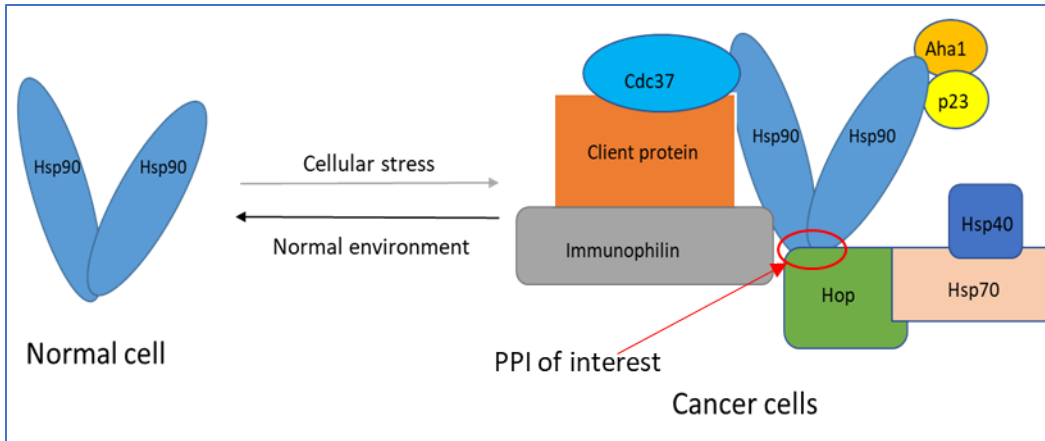 Hsp90
Hsp90
Normal cell
Cellular stress
Normal environment
Cdc37
Client protein
Immunophilin
Hsp90
Hsp90
Aha1
p23
Hsp40
Hop
Hsp70
PPI of interest
Cancer cells